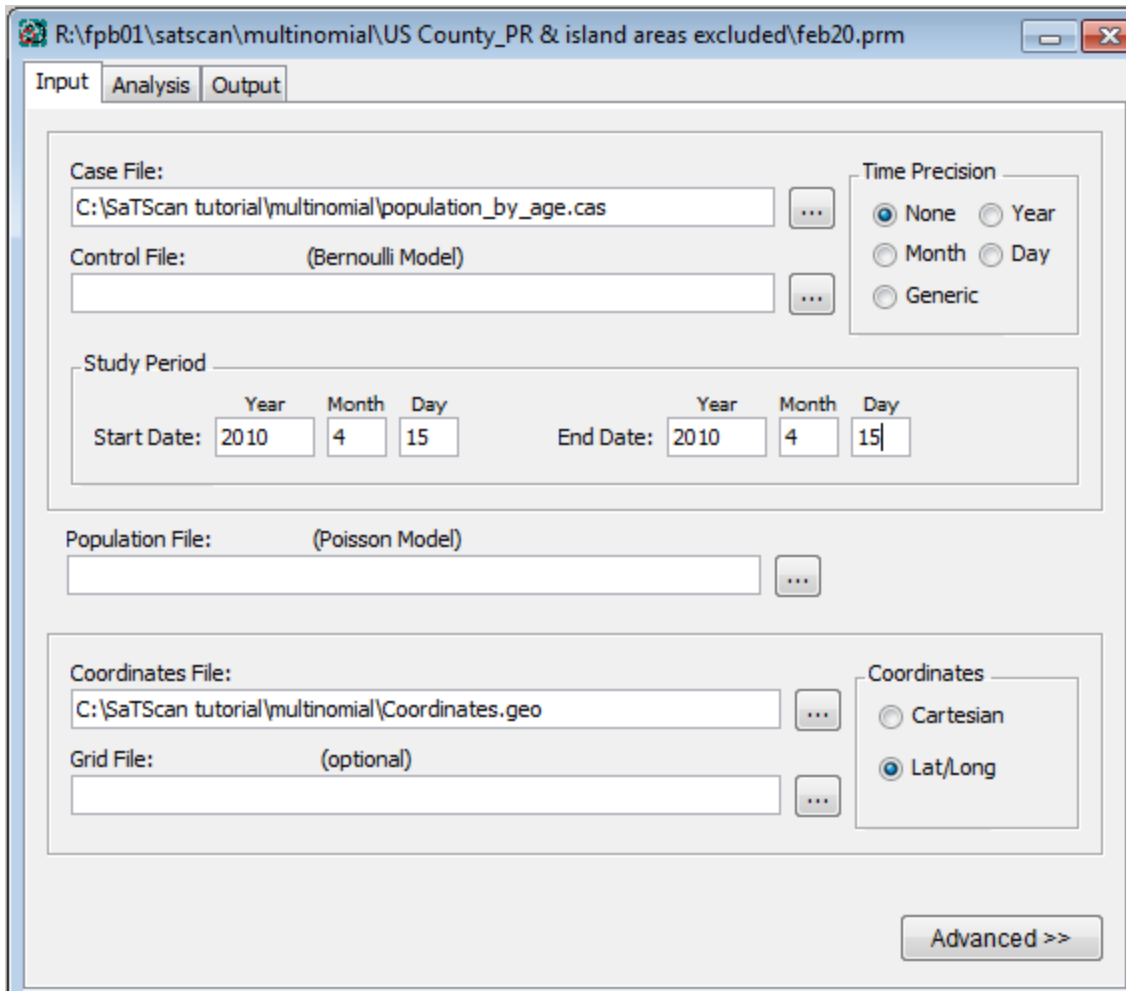 R:\fpb01\satscan\multinomial\US County_PR & island areas excluded\feb20.prm
Input Analysis Output
Case File:
C:\SaTScan tutorial\multinomial\population_by_age.cas
...
Time Precision
None Year
Month Day
Generic
Control File: (Bernoulli Model)
...
Study Period
Year Month Day Year Month Day
Start Date: 2010 4 15 End Date: 2010 4 15
Population File: (Poisson Model)
...
Coordinates File:
C:\SaTScan tutorial\multinomial\Coordinates.geo
...
Coordinates
Cartesian
Lat/Long
Grid File: (optional)
...
Advanced >>